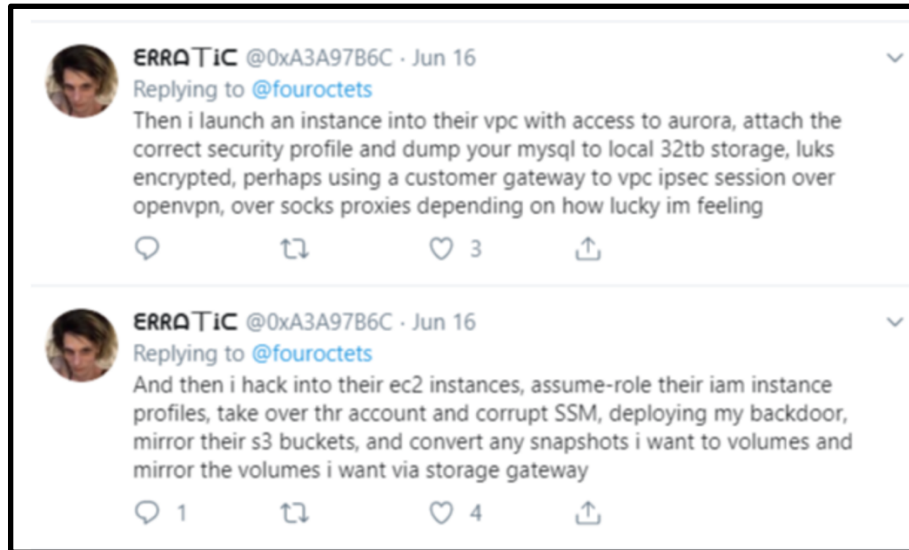 ERRΩTiC @0xA3A97B6C · Jun 16
Replying to @fouroctets
Then i launch an instance into their vpc with access to aurora, attach the
correct security profile and dump your mysql to local 32tb storage, luks
encrypted, perhaps using a customer gateway to vpc ipsec session over
openvpn, over socks proxies depending on how lucky im feeling
3
ERRΩTiC @0xA3A97B6C · Jun 16
Replying to @fouroctets
And then i hack into their ec2 instances, assume-role their iam instance
profiles, take over thr account and corrupt SSM, deploying my backdoor,
mirror their s3 buckets, and convert any snapshots i want to volumes and
mirror the volumes i want via storage gateway
1 4